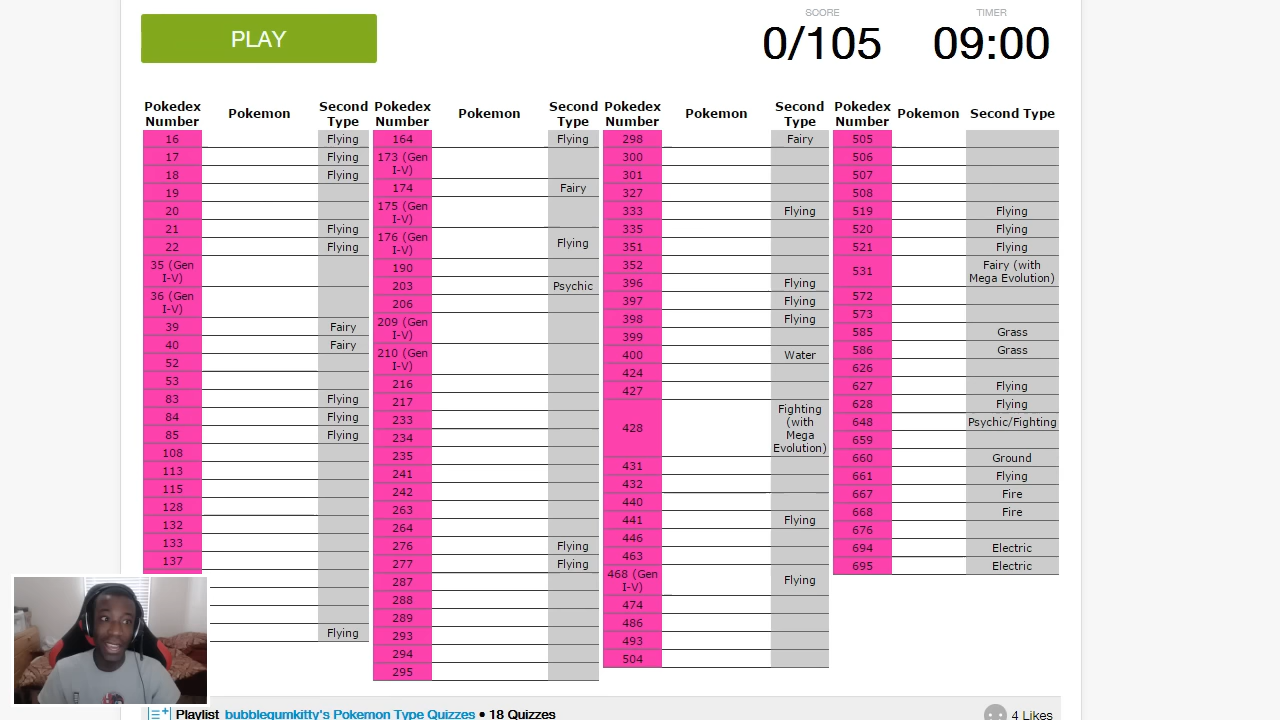 PLAY
SCORE
0/105
TIMER
09:00
Pokedex Number Pokemon Second Type
16 Flying
17 Flying
18 Flying
19
20
21 Flying
22 Flying
35 (Gen I-V)
36 (Gen I-V)
39 Fairy
40 Fairy
52
53
83 Flying
84 Flying
85 Flying
108
113
115
128
132
133
137
Flying
Pokedex Number Pokemon Second Type
164 Flying
173 (Gen I-V)
174 Fairy
175 (Gen I-V)
176 (Gen I-V) Flying
190
203 Psychic
206
209 (Gen I-V)
210 (Gen I-V)
216
217
233
234
235
241
242
263
264
276 Flying
277 Flying
287
288
289
293
294
295
Pokedex Number Pokemon Second Type
298 Fairy
300
301
327
333 Flying
335
351
352
396 Flying
397 Flying
398 Flying
399
400 Water
424
427
428 Fighting (with Mega Evolution)
431
432
440
441 Flying
446
463
468 (Gen I-V) Flying
474
486
493
504
Pokedex Number Pokemon Second Type
505
506
507
508
519 Flying
520 Flying
521 Flying
531 Fairy (with Mega Evolution)
572
573
585 Grass
586 Grass
626
627 Flying
628 Flying
648 Psychic/Fighting
659
660 Ground
661 Flying
667 Fire
668 Fire
676
694 Electric
695 Electric
Playlist bubblegumkitty's Pokemon Type Quizzes • 18 Quizzes
4 Likes